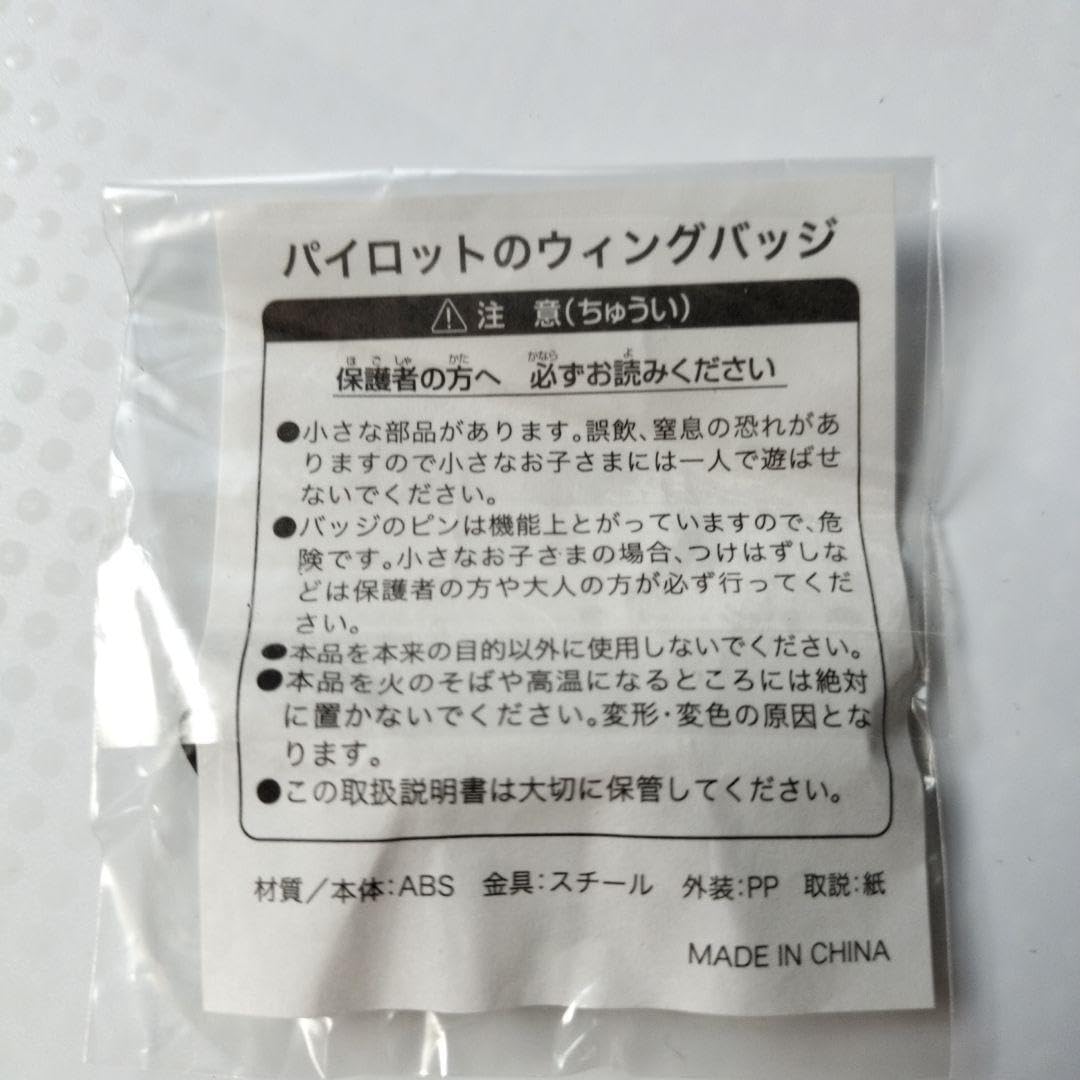 パイロットのウィングバッジ
⚠注 意(ちゅうい)
保護者の方へ 必ずお読みください
●小さな部品があります。誤飲、窒息の恐れがあ
りますので小さなお子さまには一人で遊ばせ
ないでください。
●バッジのピンは機能上とがっていますので、危
険です。小さなお子さまの場合、つけはずしな
どは保護者の方や大人の方が必ず行ってくだ
さい。
●本品を本来の目的以外に使用しないでください。
●本品を火のそばや高温になるところには絶対
に置かないでください。変形・変色の原因とな
ります。
●この取扱説明書は大切に保管してください。
材質/本体:ABS 金具:スチール 外装:PP 取説:紙
MADE IN CHINA